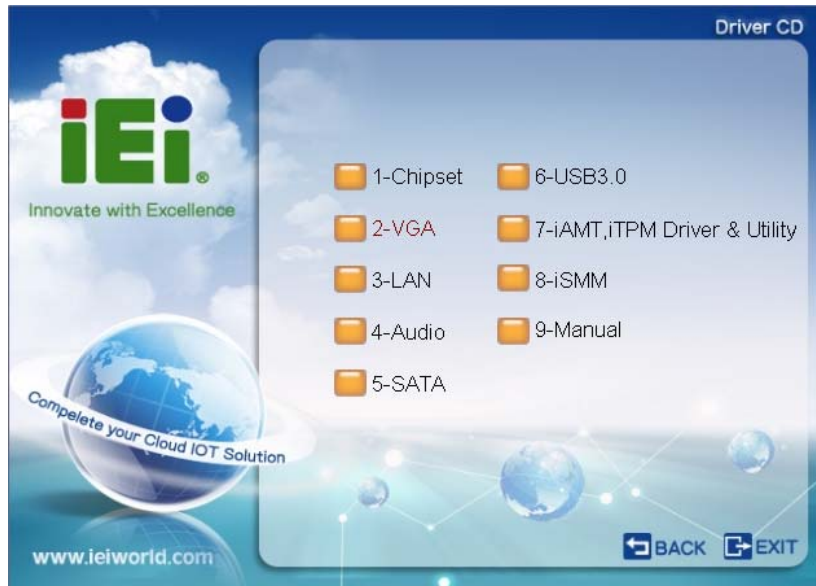 Driver CD
iEi®
Innovate with Excellence
1-Chipset
2-VGA
3-LAN
4-Audio
5-SATA
6-USB3.0
7-iAMT,iTPM Driver & Utility
8-iSMM
9-Manual
Compelete your Cloud IOT Solution
www.ieiworld.com
BACK
EXIT